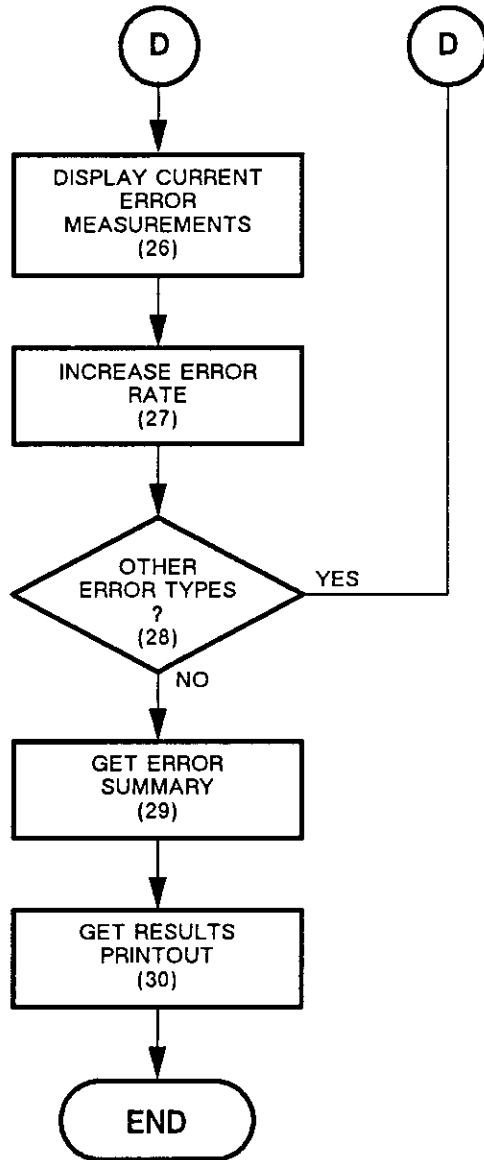 D
D
DISPLAY CURRENT
ERROR
MEASUREMENTS
(26)
INCREASE ERROR
RATE
(27)
OTHER
ERROR TYPES
?
(28)
YES
NO
GET ERROR
SUMMARY
(29)
GET RESULTS
PRINTOUT
(30)
END